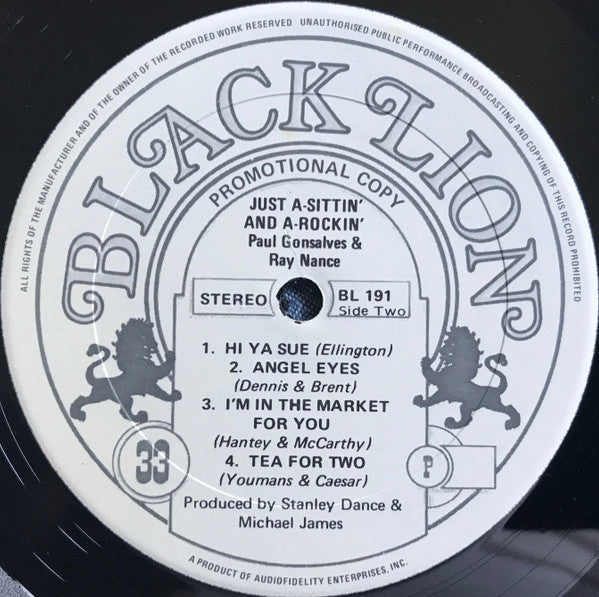 ALL RIGHTS OF THE MANUFACTURER AND OF THE OWNER OF THE RECORDED WORK RESERVED UNAUTHORISED PUBLIC PERFORMANCE BROADCASTING AND COPYING OF THIS RECORD PROHIBITED
BLACK LION
PROMOTIONAL COPY
JUST A-SITTIN'
AND A-ROCKIN'
Paul Gonsalves &
Ray Nance
STEREO
BL 191
Side Two
1. HI YA SUE (Ellington)
2. ANGEL EYES
(Dennis & Brent)
3. I'M IN THE MARKET
FOR YOU
(Hantey & McCarthy)
4. TEA FOR TWO
(Youmans & Caesar)
33
P
Produced by Stanley Dance &
Michael James
A PRODUCT OF AUDIOFIDELITY ENTERPRISES, INC.